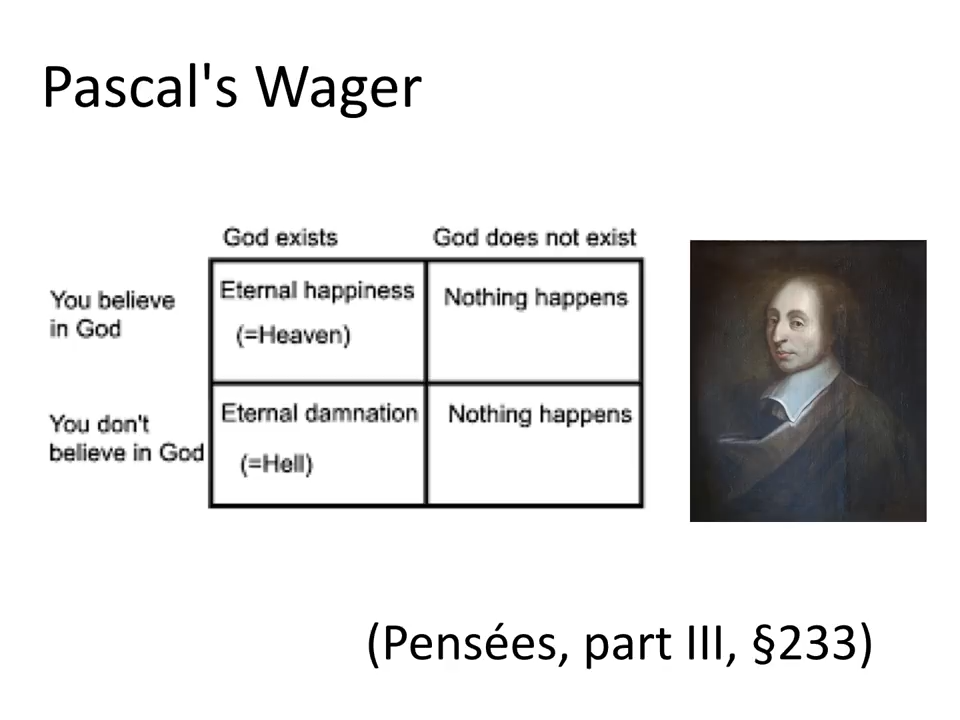 Pascal's Wager
God exists
God does not exist
You believe
in God
Eternal happiness
(=Heaven)
Nothing happens
You don't
believe in God
Eternal damnation
(=Hell)
Nothing happens
(Pensées, part III, §233)